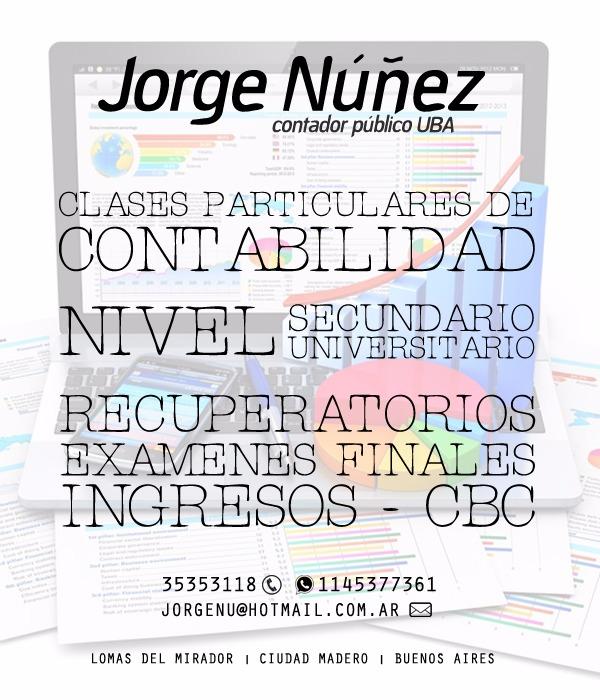 Jorge Núñez
contador público UBA
CLASES PARTICULARES DE
CONTABILIDAD
NIVEL SECUNDARIO
UNIVERSITARIO
RECUPERATORIOS
EXAMENES FINALES
INGRESOS - CBC
35353118 1145377361
JORGENU@HOTMAIL.COM.AR
LOMAS DEL MIRADOR | CIUDAD MADERO | BUENOS AIRES